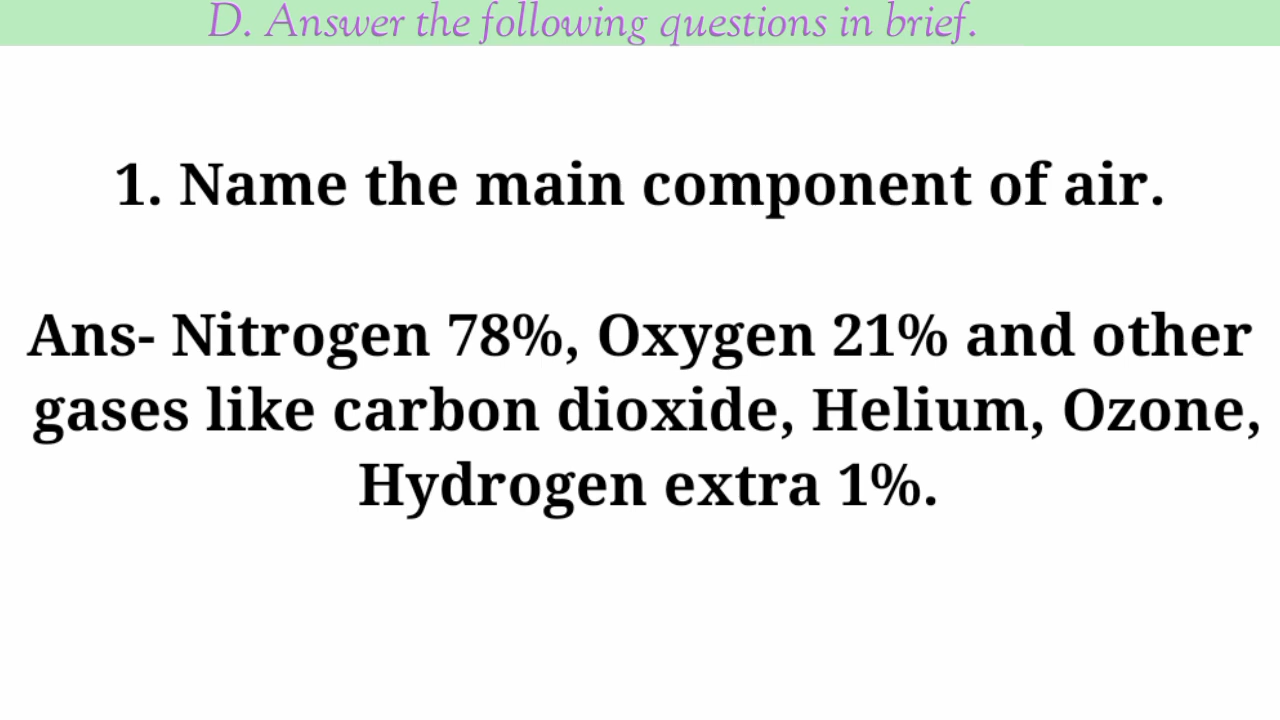 D. Answer the following questions in brief.
1. Name the main component of air.
Ans- Nitrogen 78%, Oxygen 21% and other
gases like carbon dioxide, Helium, Ozone,
Hydrogen extra 1%.